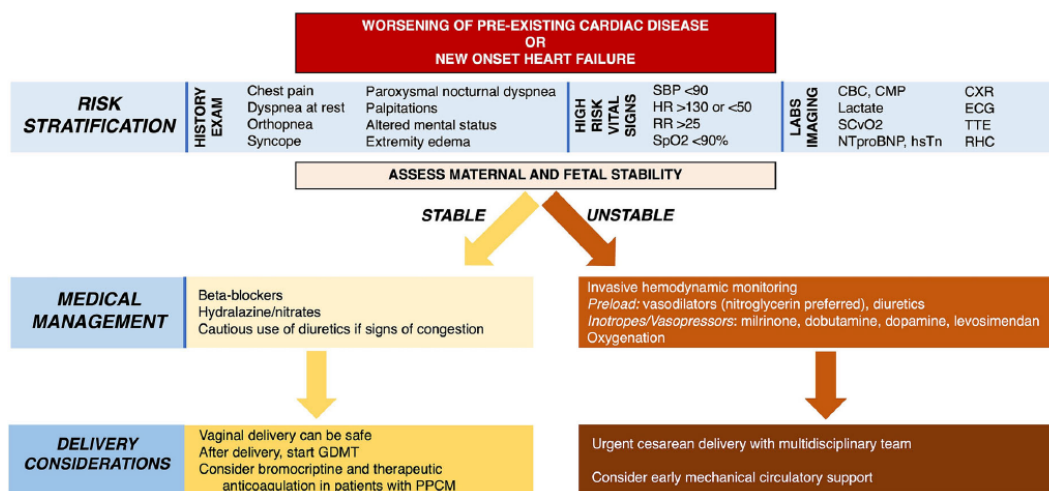 WORSENING OF PRE-EXISTING CARDIAC DISEASE
OR
NEW ONSET HEART FAILURE
RISK
STRATIFICATION
HISTORY
EXAM
Chest pain
Dyspnea at rest
Orthopnea
Syncope
Paroxysmal nocturnal dyspnea
Palpitations
Altered mental status
Extremity edema
HIGH
RISK
VITAL
SIGNS
SBP <90
HR >130 or <50
RR >25
SpO2 <90%
LABS
IMAGING
CBC, CMP
Lactate
SCvO2
NTproBNP, hsTn
CXR
ECG
TTE
RHC
ASSESS MATERNAL AND FETAL STABILITY
STABLE
UNSTABLE
MEDICAL
MANAGEMENT
Beta-blockers
Hydralazine/nitrates
Cautious use of diuretics if signs of congestion
Invasive hemodynamic monitoring
Preload: vasodilators (nitroglycerin preferred), diuretics
Inotropes/Vasopressors: milrinone, dobutamine, dopamine, levosimendan
Oxygenation
DELIVERY
CONSIDERATIONS
Vaginal delivery can be safe
After delivery, start GDMT
Consider bromocriptine and therapeutic
anticoagulation in patients with PPCM
Urgent cesarean delivery with multidisciplinary team
Consider early mechanical circulatory support